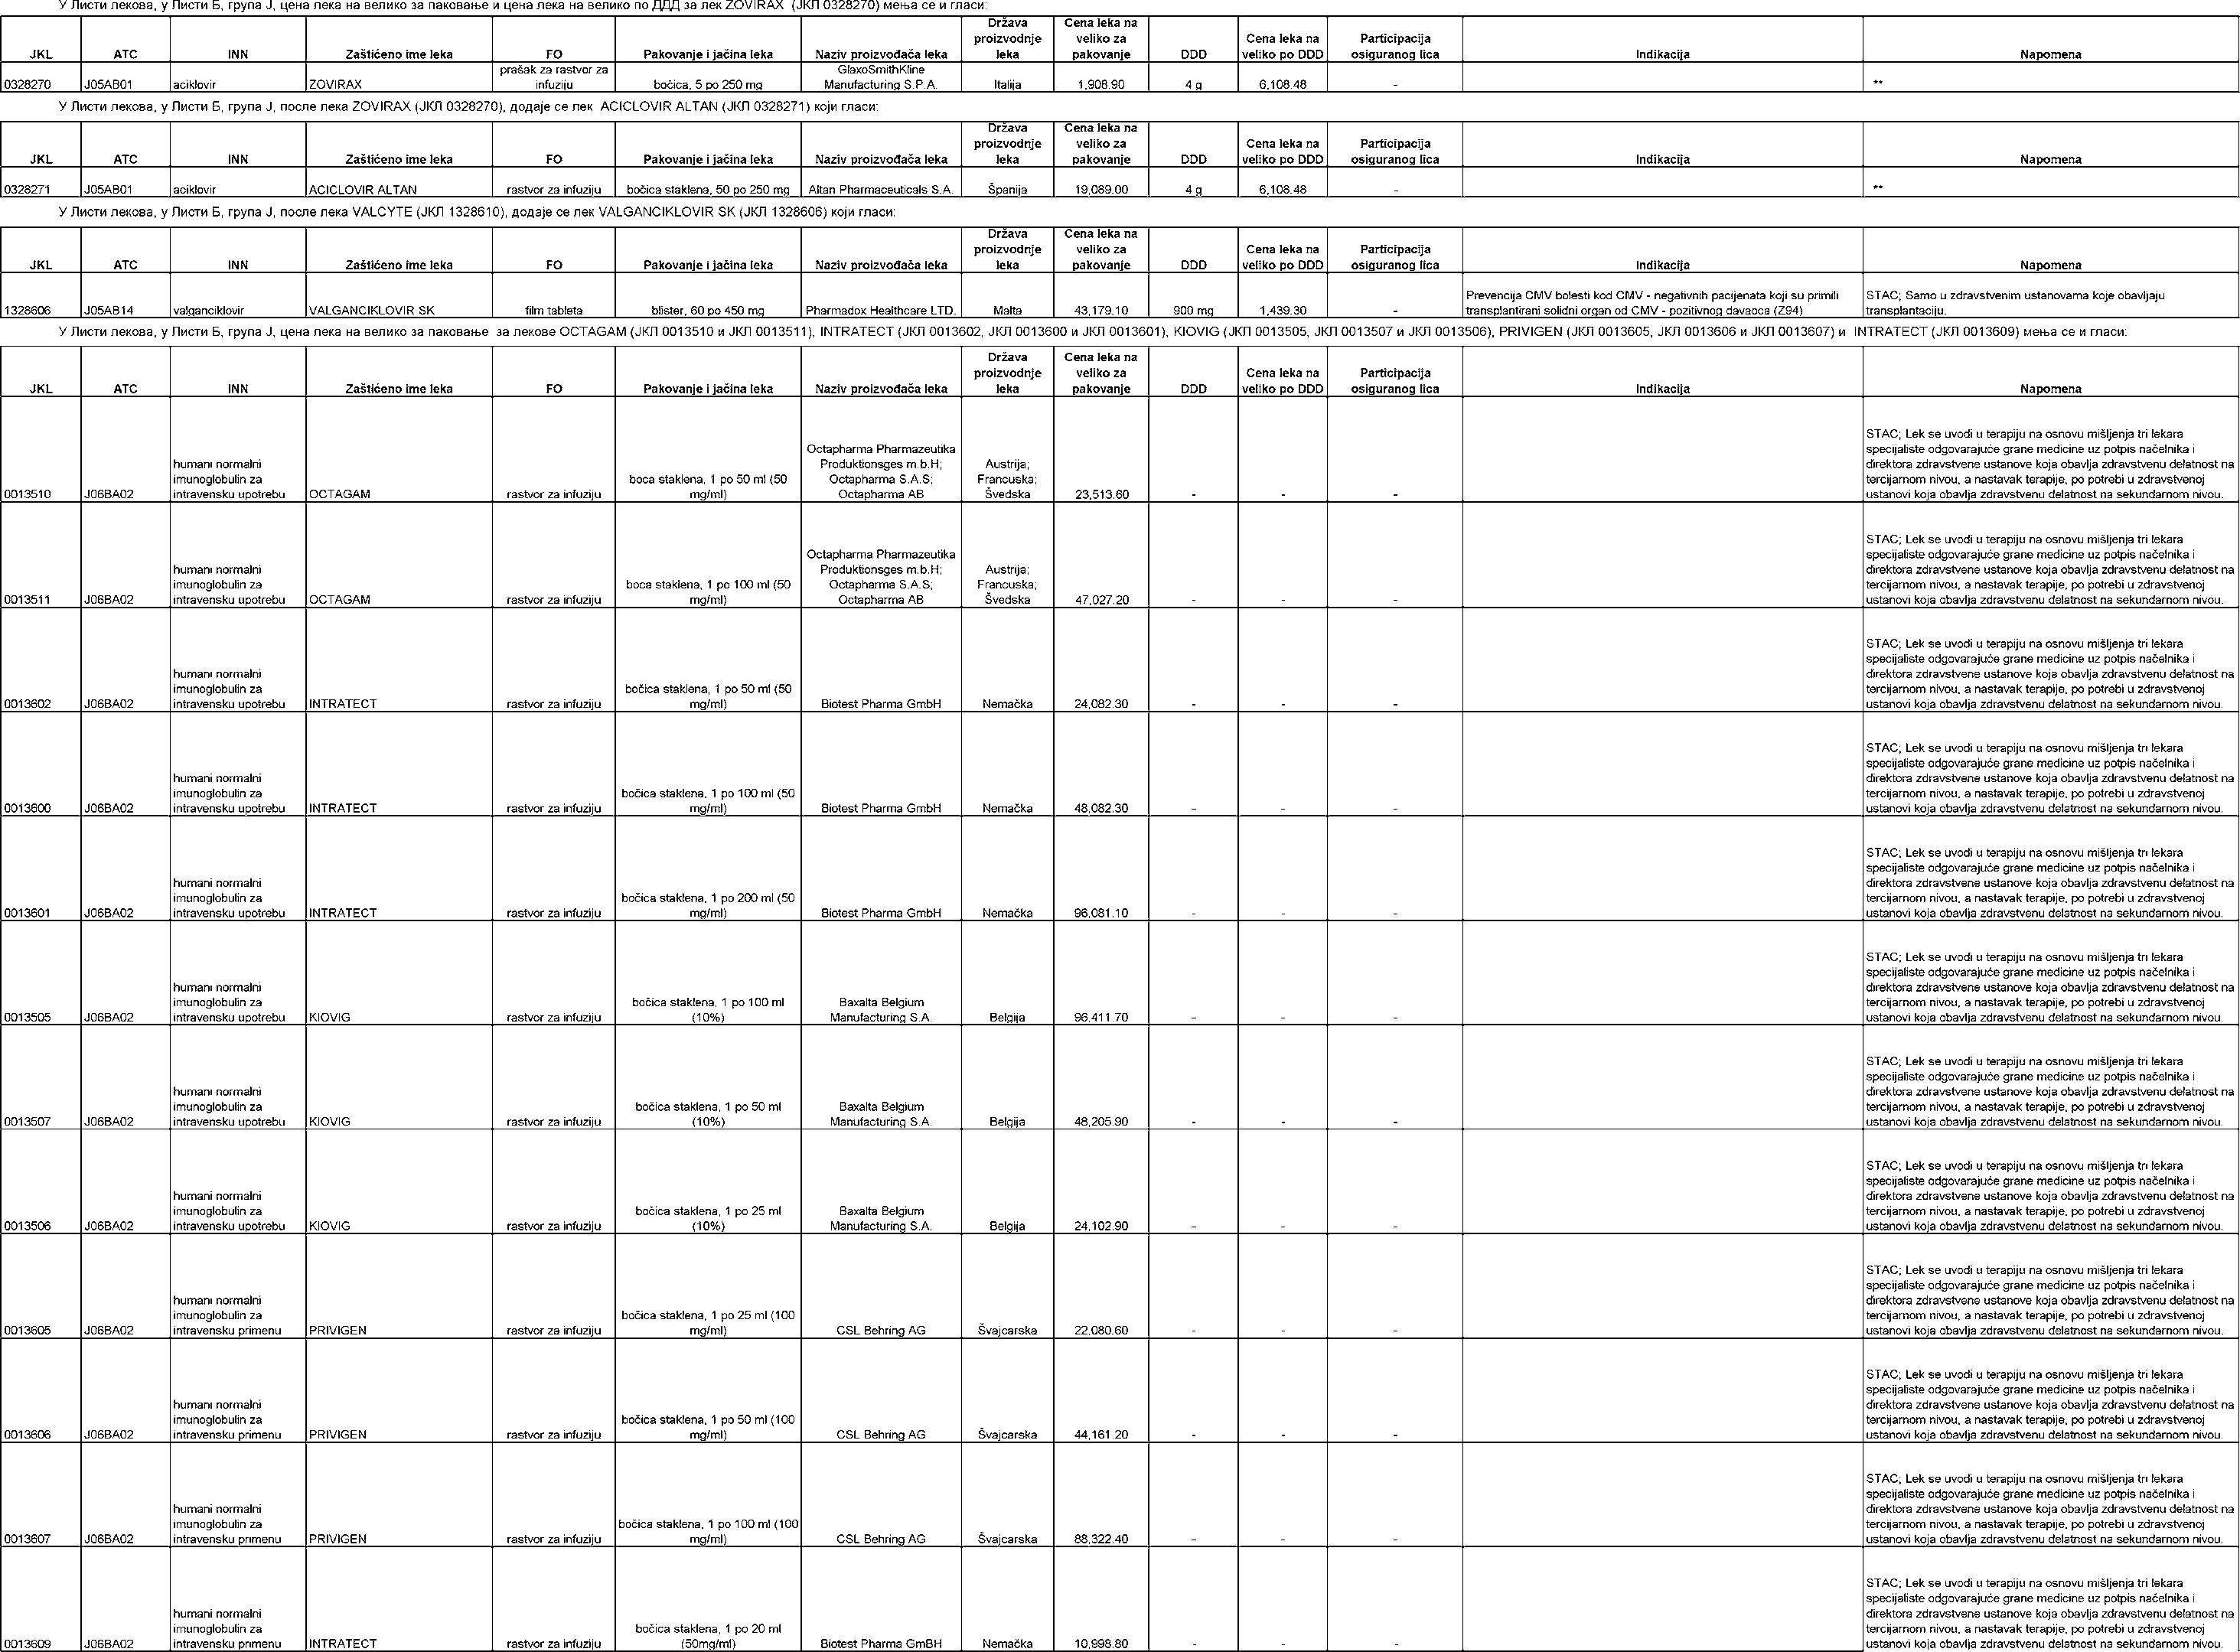 У Листи лекова, у Листи Б, група J, цена лека на велико за паковање и цена лека на велико по ДДД за лек ZOVIRAX (ЈКЛ 0328270) мења се и гласи:
JKL ATC INN Zaštićeno ime leka FO Pakovanje i jačina leka Naziv proizvođača leka Država proizvodnje leka Cena leka na veliko za pakovanje DDD Cena leka na veliko po DDD Participacija osiguranog lica Indikacija Napomena
0328270 J05AB01 aciklovir ZOVIRAX prašak za rastvor za infuziju bočica, 5 po 250 mg GlaxoSmithKline Manufacturing S.P.A. Italija 1,908.90 4 g 6,108.48 - **
У Листи лекова, у Листи Б, група J, после лека ZOVIRAX (ЈКЛ 0328270), додаје се лек ACICLOVIR ALTAN (ЈКЛ 0328271) који гласи:
JKL ATC INN Zaštićeno ime leka FO Pakovanje i jačina leka Naziv proizvođača leka Država proizvodnje leka Cena leka na veliko za pakovanje DDD Cena leka na veliko po DDD Participacija osiguranog lica Indikacija Napomena
0328271 J05AB01 aciklovir ACICLOVIR ALTAN rastvor za infuziju bočica staklena, 50 po 250 mg Altan Pharmaceuticals S.A. Španija 19,089.00 4 g 6,108.48 - **
У Листи лекова, у Листи Б, група J, после лека VALCYTE (ЈКЛ 1328610), додаје се лек VALGANCIKLOVIR SK (ЈКЛ 1328606) који гласи:
JKL ATC INN Zaštićeno ime leka FO Pakovanje i jačina leka Naziv proizvođača leka Država proizvodnje leka Cena leka na veliko za pakovanje DDD Cena leka na veliko po DDD Participacija osiguranog lica Indikacija Napomena
1328606 J05AB14 valganciklovir VALGANCIKLOVIR SK film tableta blister, 60 po 450 mg Pharmadox Healthcare LTD. Malta 43,179.10 900 mg 1,439.30 - Prevencija CMV bolesti kod CMV - negativnih pacijenata koji su primili transplantirani solidni organ od CMV - pozitivnog davaoca (Z94) STAC; Samo u zdravstvenim ustanovama koje obavljaju transplantaciju.
У Листи лекова, у Листи Б, група J, цена лека на велико за паковање за лекове OCTAGAM (ЈКЛ 0013510 и ЈКЛ 0013511), INTRATECT (ЈКЛ 0013602, ЈКЛ 0013600 и ЈКЛ 0013601), KIOVIG (ЈКЛ 0013505, ЈКЛ 0013507 и ЈКЛ 0013506), PRIVIGEN (ЈКЛ 0013605, ЈКЛ 0013606 и ЈКЛ 0013607) и INTRATECT (ЈКЛ 0013609) мења се и гласи:
JKL ATC INN Zaštićeno ime leka FO Pakovanje i jačina leka Naziv proizvođača leka Država proizvodnje leka Cena leka na veliko za pakovanje DDD Cena leka na veliko po DDD Participacija osiguranog lica Indikacija Napomena
0013510 J06BA02 humani normalni imunoglobulin za intravensku upotrebu OCTAGAM rastvor za infuziju boca staklena, 1 po 50 ml (50 mg/ml) Octapharma Pharmazeutika Produktionsges m.b.H; Octapharma S.A.S; Octapharma AB Austrija; Francuska; Švedska 23,513.60 - - - STAC; Lek se uvodi u terapiju na osnovu mišljenja tri lekara specijaliste odgovarajuće grane medicine uz potpis načelnika i direktora zdravstvene ustanove koja obavlja zdravstvenu delatnost na tercijarnom nivou, a nastavak terapije, po potrebi u zdravstvenoj ustanovi koja obavlja zdravstvenu delatnost na sekundarnom nivou.
0013511 J06BA02 humani normalni imunoglobulin za intravensku upotrebu OCTAGAM rastvor za infuziju boca staklena, 1 po 100 ml (50 mg/ml) Octapharma Pharmazeutika Produktionsges m.b.H; Octapharma S.A.S; Octapharma AB Austrija; Francuska; Švedska 47,027.20 - - - STAC; Lek se uvodi u terapiju na osnovu mišljenja tri lekara specijaliste odgovarajuće grane medicine uz potpis načelnika i direktora zdravstvene ustanove koja obavlja zdravstvenu delatnost na tercijarnom nivou, a nastavak terapije, po potrebi u zdravstvenoj ustanovi koja obavlja zdravstvenu delatnost na sekundarnom nivou.
0013602 J06BA02 humani normalni imunoglobulin za intravensku upotrebu INTRATECT rastvor za infuziju bočica staklena, 1 po 50 ml (50 mg/ml) Biotest Pharma GmbH Nemačka 24,082.30 - - - STAC; Lek se uvodi u terapiju na osnovu mišljenja tri lekara specijaliste odgovarajuće grane medicine uz potpis načelnika i direktora zdravstvene ustanove koja obavlja zdravstvenu delatnost na tercijarnom nivou, a nastavak terapije, po potrebi u zdravstvenoj ustanovi koja obavlja zdravstvenu delatnost na sekundarnom nivou.
0013600 J06BA02 humani normalni imunoglobulin za intravensku upotrebu INTRATECT rastvor za infuziju bočica staklena, 1 po 100 ml (50 mg/ml) Biotest Pharma GmbH Nemačka 48,082.30 - - - STAC; Lek se uvodi u terapiju na osnovu mišljenja tri lekara specijaliste odgovarajuće grane medicine uz potpis načelnika i direktora zdravstvene ustanove koja obavlja zdravstvenu delatnost na tercijarnom nivou, a nastavak terapije, po potrebi u zdravstvenoj ustanovi koja obavlja zdravstvenu delatnost na sekundarnom nivou.
0013601 J06BA02 humani normalni imunoglobulin za intravensku upotrebu INTRATECT rastvor za infuziju bočica staklena, 1 po 200 ml (50 mg/ml) Biotest Pharma GmbH Nemačka 96,081.10 - - - STAC; Lek se uvodi u terapiju na osnovu mišljenja tri lekara specijaliste odgovarajuće grane medicine uz potpis načelnika i direktora zdravstvene ustanove koja obavlja zdravstvenu delatnost na tercijarnom nivou, a nastavak terapije, po potrebi u zdravstvenoj ustanovi koja obavlja zdravstvenu delatnost na sekundarnom nivou.
0013505 J06BA02 humani normalni imunoglobulin za intravensku upotrebu KIOVIG rastvor za infuziju bočica staklena, 1 po 100 ml (10%) Baxalta Belgium Manufacturing S.A. Belgija 96,411.70 - - - STAC; Lek se uvodi u terapiju na osnovu mišljenja tri lekara specijaliste odgovarajuće grane medicine uz potpis načelnika i direktora zdravstvene ustanove koja obavlja zdravstvenu delatnost na tercijarnom nivou, a nastavak terapije, po potrebi u zdravstvenoj ustanovi koja obavlja zdravstvenu delatnost na sekundarnom nivou.
0013507 J06BA02 humani normalni imunoglobulin za intravensku upotrebu KIOVIG rastvor za infuziju bočica staklena, 1 po 50 ml (10%) Baxalta Belgium Manufacturing S.A. Belgija 48,205.90 - - - STAC; Lek se uvodi u terapiju na osnovu mišljenja tri lekara specijaliste odgovarajuće grane medicine uz potpis načelnika i direktora zdravstvene ustanove koja obavlja zdravstvenu delatnost na tercijarnom nivou, a nastavak terapije, po potrebi u zdravstvenoj ustanovi koja obavlja zdravstvenu delatnost na sekundarnom nivou.
0013506 J06BA02 humani normalni imunoglobulin za intravensku upotrebu KIOVIG rastvor za infuziju bočica staklena, 1 po 25 ml (10%) Baxalta Belgium Manufacturing S.A. Belgija 24,102.90 - - - STAC; Lek se uvodi u terapiju na osnovu mišljenja tri lekara specijaliste odgovarajuće grane medicine uz potpis načelnika i direktora zdravstvene ustanove koja obavlja zdravstvenu delatnost na tercijarnom nivou, a nastavak terapije, po potrebi u zdravstvenoj ustanovi koja obavlja zdravstvenu delatnost na sekundarnom nivou.
0013605 J06BA02 humani normalni imunoglobulin za intravensku primenu PRIVIGEN rastvor za infuziju bočica staklena, 1 po 25 ml (100 mg/ml) CSL Behring AG Švajcarska 22,080.60 - - - STAC; Lek se uvodi u terapiju na osnovu mišljenja tri lekara specijaliste odgovarajuće grane medicine uz potpis načelnika i direktora zdravstvene ustanove koja obavlja zdravstvenu delatnost na tercijarnom nivou, a nastavak terapije, po potrebi u zdravstvenoj ustanovi koja obavlja zdravstvenu delatnost na sekundarnom nivou.
0013606 J06BA02 humani normalni imunoglobulin za intravensku primenu PRIVIGEN rastvor za infuziju bočica staklena, 1 po 50 ml (100 mg/ml) CSL Behring AG Švajcarska 44,161.20 - - - STAC; Lek se uvodi u terapiju na osnovu mišljenja tri lekara specijaliste odgovarajuće grane medicine uz potpis načelnika i direktora zdravstvene ustanove koja obavlja zdravstvenu delatnost na tercijarnom nivou, a nastavak terapije, po potrebi u zdravstvenoj ustanovi koja obavlja zdravstvenu delatnost na sekundarnom nivou.
0013607 J06BA02 humani normalni imunoglobulin za intravensku primenu PRIVIGEN rastvor za infuziju bočica staklena, 1 po 100 ml (100 mg/ml) CSL Behring AG Švajcarska 88,322.40 - - - STAC; Lek se uvodi u terapiju na osnovu mišljenja tri lekara specijaliste odgovarajuće grane medicine uz potpis načelnika i direktora zdravstvene ustanove koja obavlja zdravstvenu delatnost na tercijarnom nivou, a nastavak terapije, po potrebi u zdravstvenoj ustanovi koja obavlja zdravstvenu delatnost na sekundarnom nivou.
0013609 J06BA02 humani normalni imunoglobulin za intravensku primenu INTRATECT rastvor za infuziju bočica staklena, 1 po 20 ml (50mg/ml) Biotest Pharma GmBH Nemačka 10,998.80 - - - STAC; Lek se uvodi u terapiju na osnovu mišljenja tri lekara specijaliste odgovarajuće grane medicine uz potpis načelnika i direktora zdravstvene ustanove koja obavlja zdravstvenu delatnost na tercijarnom nivou, a nastavak terapije, po potrebi u zdravstvenoj ustanovi koja obavlja zdravstvenu delatnost na sekundarnom nivou.